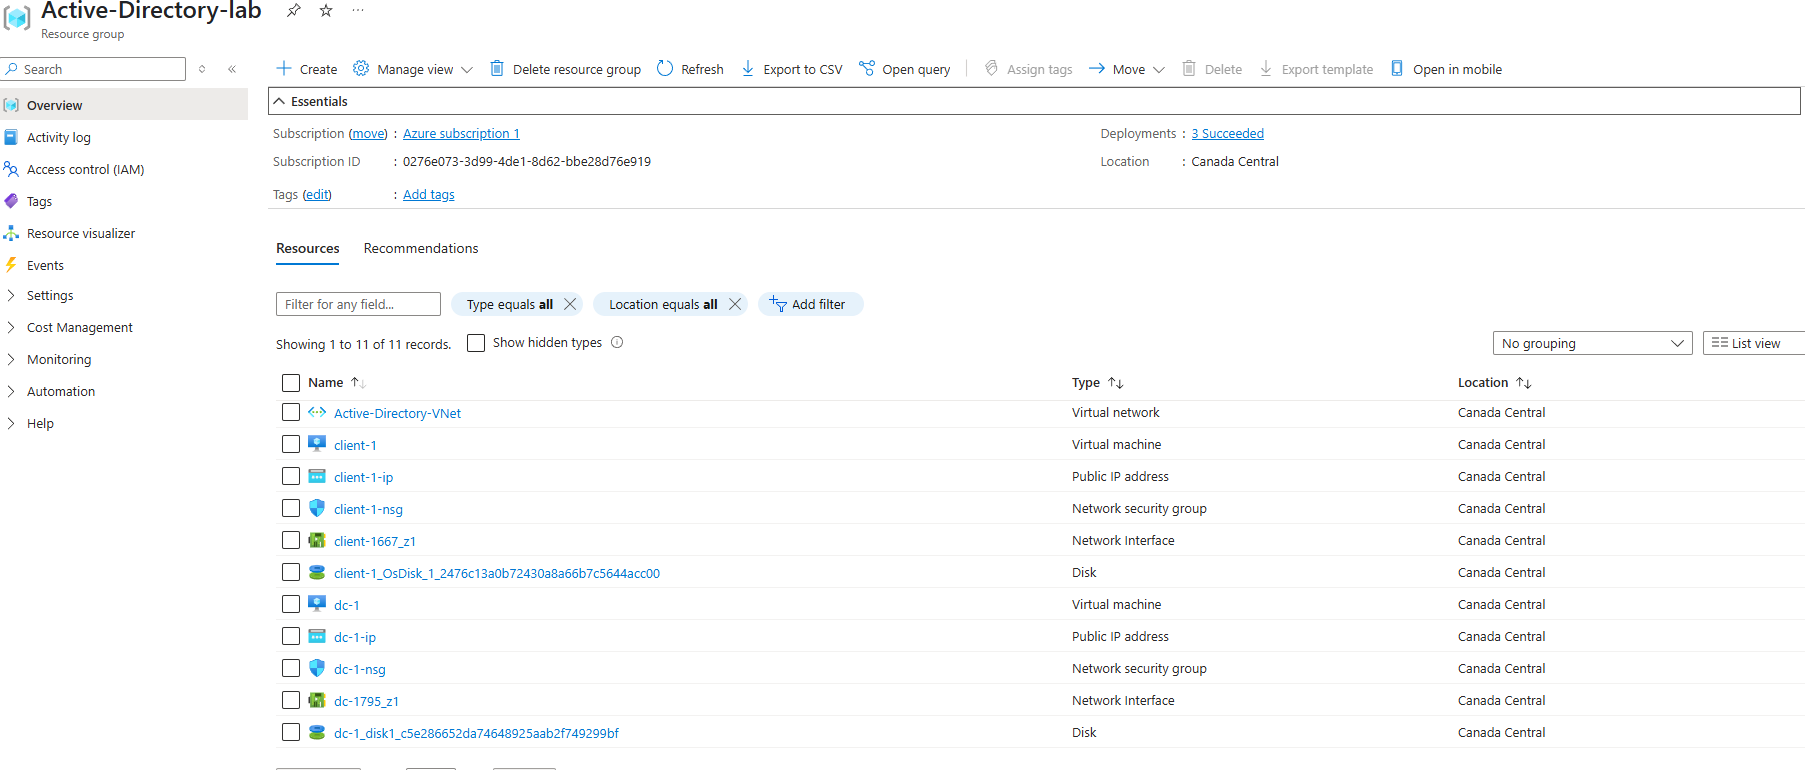 Active-Directory-lab
Resource group
Search
Create Manage view Delete resource group Refresh Export to CSV Open query Assign tags Move Delete Export template Open in mobile
Overview
Activity log
Access control (IAM)
Tags
Resource visualizer
Events
Settings
Cost Management
Monitoring
Automation
Help
Essentials
Subscription (move) : Azure subscription 1
Deployments : 3 Succeeded
Subscription ID : 0276e073-3d99-4de1-8d62-bbe28d76e919
Location : Canada Central
Tags (edit) : Add tags
Resources Recommendations
Filter for any field... Type equals all Location equals all Add filter
Showing 1 to 11 of 11 records. Show hidden types No grouping List view
Name Type Location
Active-Directory-VNet Virtual network Canada Central
client-1 Virtual machine Canada Central
client-1-ip Public IP address Canada Central
client-1-nsg Network security group Canada Central
client-1667_z1 Network Interface Canada Central
client-1_OsDisk_1_2476c13a0b72430a8a66b7c5644acc00 Disk Canada Central
dc-1 Virtual machine Canada Central
dc-1-ip Public IP address Canada Central
dc-1-nsg Network security group Canada Central
dc-1795_z1 Network Interface Canada Central
dc-1_disk1_c5e286652da74648925aab2f749299bf Disk Canada Central